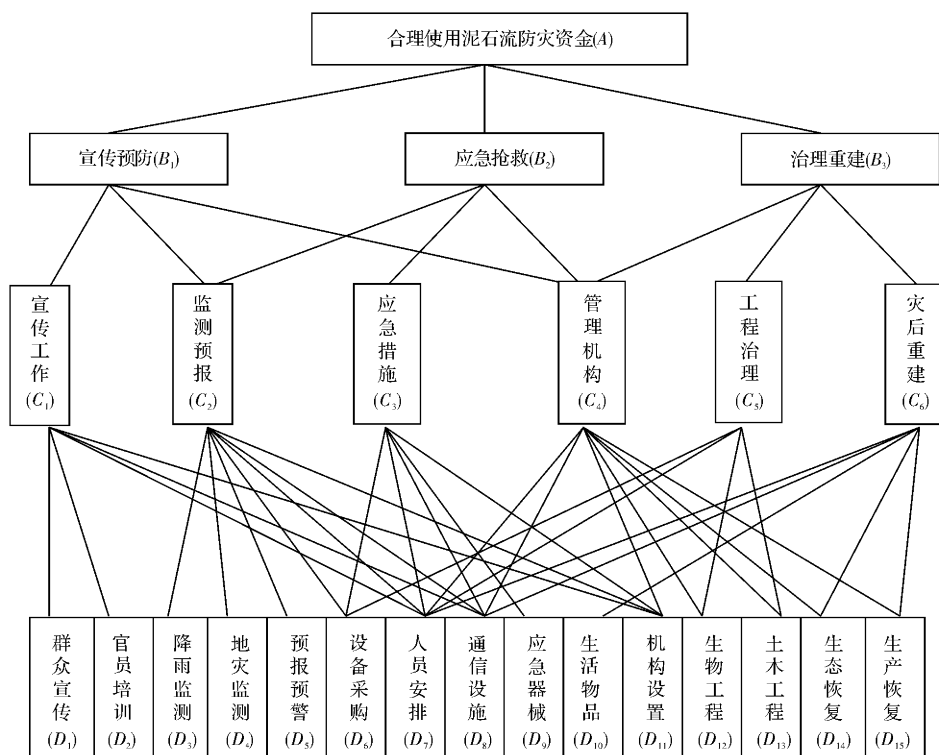 合理使用泥石流防灾资金(A)
宣传预防(B₁)
应急抢救(B₂)
治理重建(B₃)
宣传工作(C₁)
监测预报(C₂)
应急措施(C₃)
管理机构(C₄)
工程治理(C₅)
灾后重建(C₆)
群众宣传(D₁)
官员培训(D₂)
降雨监测(D₃)
地灾监测(D₄)
预报预警(D₅)
设备采购(D₆)
人员安排(D₇)
通信设施(D₈)
应急器械(D₉)
生活物品(D₁₀)
机构设置(D₁₁)
生物工程(D₁₂)
土木工程(D₁₃)
生态恢复(D₁₄)
生产恢复(D₁₅)